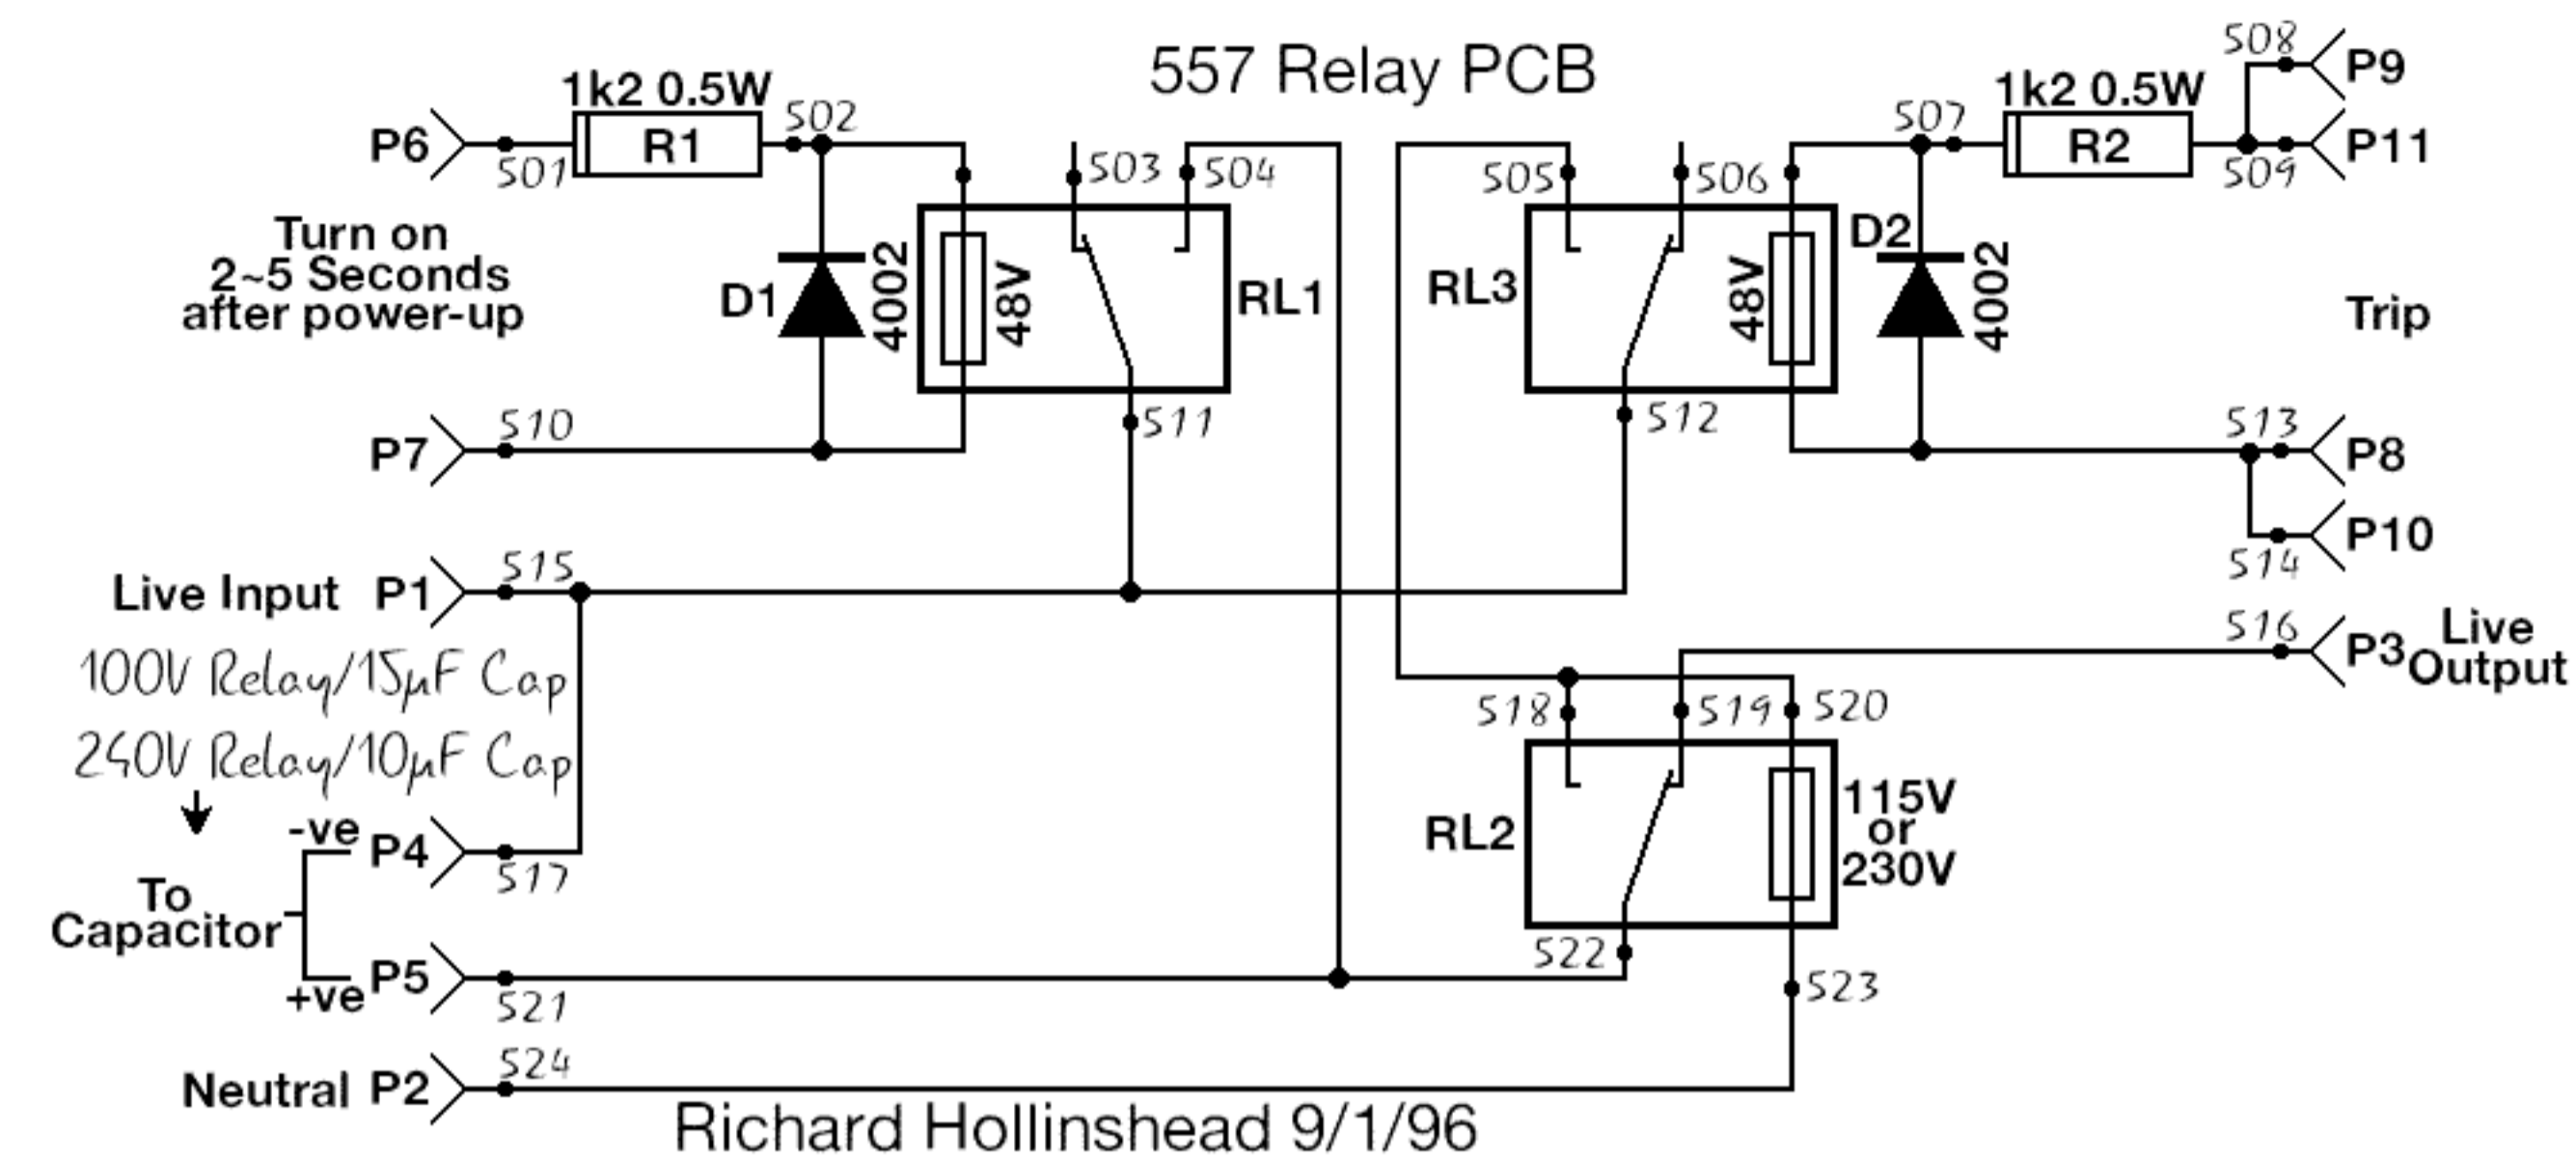 557 Relay PCB
508
P9
1k2 0.5W
502
507
1k2 0.5W
P6
501
R1
503
504
505
506
R2
509
P11
Turn on
2~5 Seconds
after power-up
D1
4002
48V
RL1
RL3
48V
D2
4002
Trip
P7
510
511
512
513
P8
P10
514
Live Input P1
515
516
P3
Live
Output
100V Relay/15µF Cap
240V Relay/10µF Cap
518
519
520
-ve P4
517
To
Capacitor
RL2
115V
or
230V
+ve P5
521
522
523
524
Neutral P2
Richard Hollinshead 9/1/96